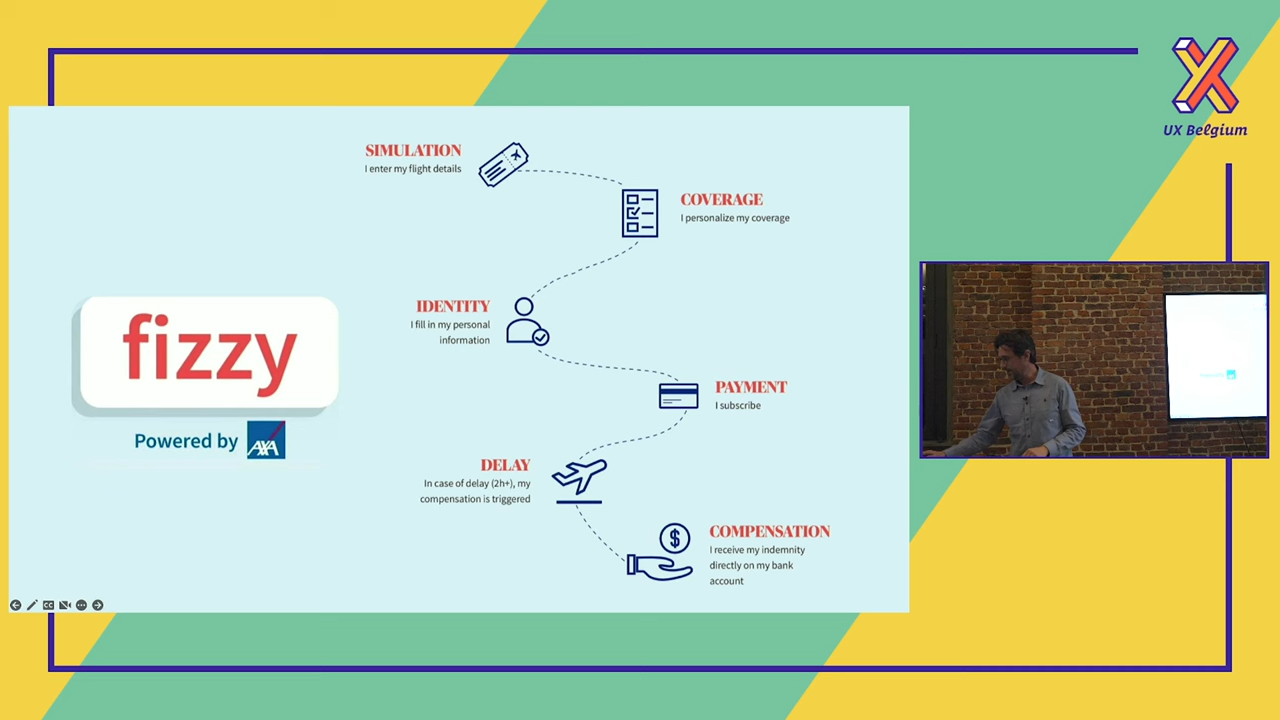 UX Belgium
SIMULATION
I enter my flight details
COVERAGE
I personalize my coverage
IDENTITY
I fill in my personal
information
fizzy
Powered by AXA
PAYMENT
I subscribe
DELAY
In case of delay (2h+), my
compensation is triggered
$
COMPENSATION
I receive my indemnity
directly on my bank
account
CC